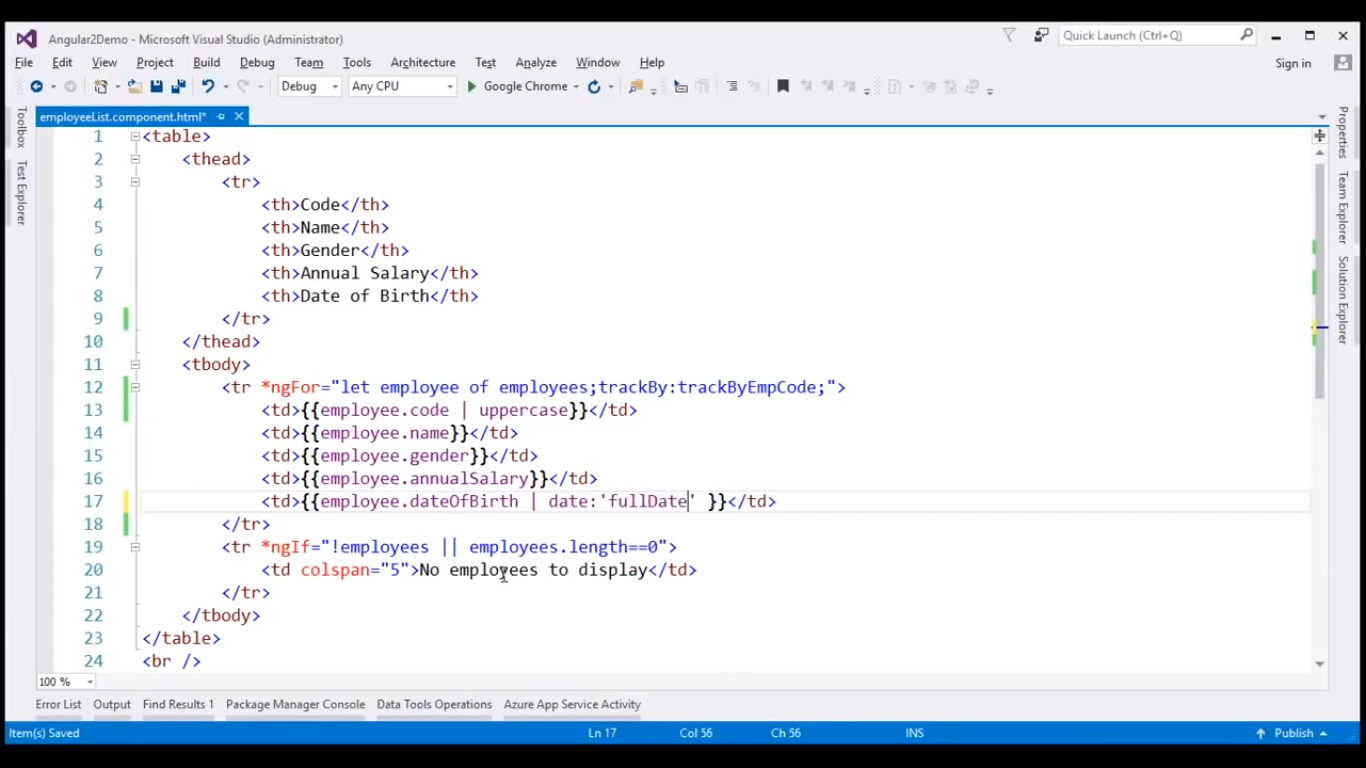 Angular2Demo - Microsoft Visual Studio (Administrator)
Quick Launch (Ctrl+Q)
File Edit View Project Build Debug Team Tools Architecture Test Analyze Window Help
Sign in
Debug Any CPU Google Chrome
employeeList.component.html*
Toolbox
Test Explorer
Properties
Team Explorer
Solution Explorer
1 <table>
2 <thead>
3 <tr>
4 <th>Code</th>
5 <th>Name</th>
6 <th>Gender</th>
7 <th>Annual Salary</th>
8 <th>Date of Birth</th>
9 </tr>
10 </thead>
11 <tbody>
12 <tr *ngFor="let employee of employees;trackBy:trackByEmpCode;">
13 <td>{{employee.code | uppercase}}</td>
14 <td>{{employee.name}}</td>
15 <td>{{employee.gender}}</td>
16 <td>{{employee.annualSalary}}</td>
17 <td>{{employee.dateOfBirth | date:'fullDate' }}</td>
18 </tr>
19 <tr *ngIf="!employees || employees.length==0">
20 <td colspan="5">No employees to display</td>
21 </tr>
22 </tbody>
23 </table>
24 <br />
100 %
Error List Output Find Results 1 Package Manager Console Data Tools Operations Azure App Service Activity
Item(s) Saved Ln 17 Col 56 Ch 56 INS Publish